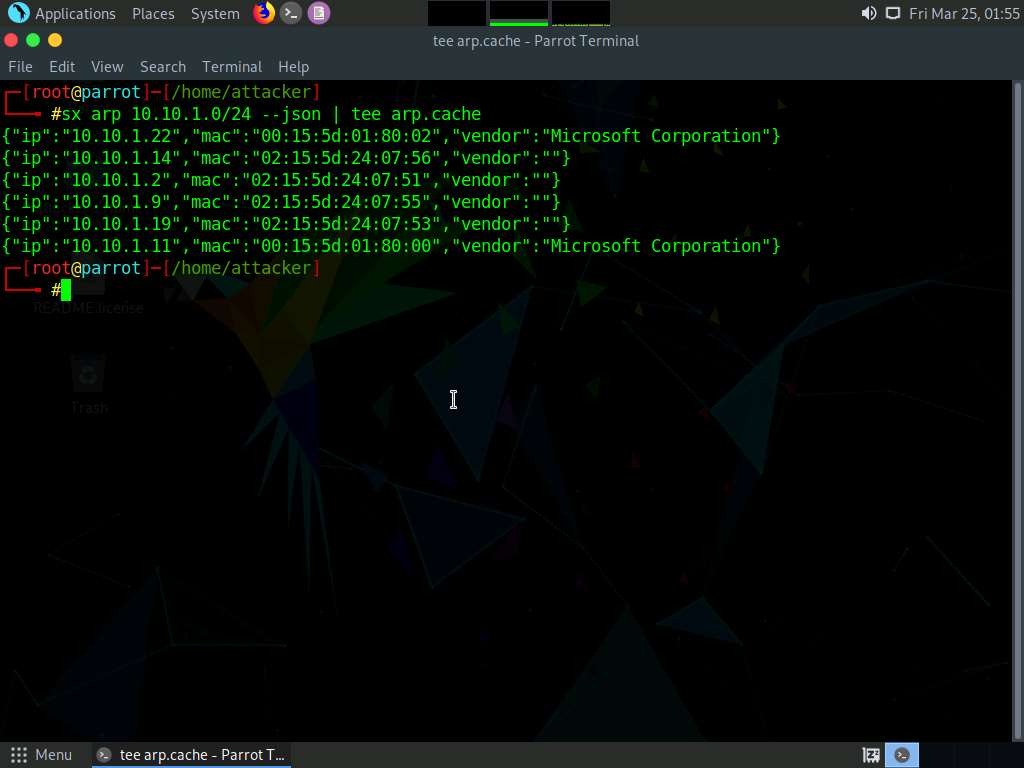 Applications Places System Fri Mar 25, 01:55
tee arp.cache - Parrot Terminal
File Edit View Search Terminal Help
┌─[root@parrot]─[/home/attacker]
└──╼ #sx arp 10.10.1.0/24 --json | tee arp.cache
{"ip":"10.10.1.22","mac":"00:15:5d:01:80:02","vendor":"Microsoft Corporation"}
{"ip":"10.10.1.14","mac":"02:15:5d:24:07:56","vendor":""}
{"ip":"10.10.1.2","mac":"02:15:5d:24:07:51","vendor":""}
{"ip":"10.10.1.9","mac":"02:15:5d:24:07:55","vendor":""}
{"ip":"10.10.1.19","mac":"02:15:5d:24:07:53","vendor":""}
{"ip":"10.10.1.11","mac":"00:15:5d:01:80:00","vendor":"Microsoft Corporation"}
┌─[root@parrot]─[/home/attacker]
└──╼ #
README.license
Trash
Menu tee arp.cache - Parrot T...